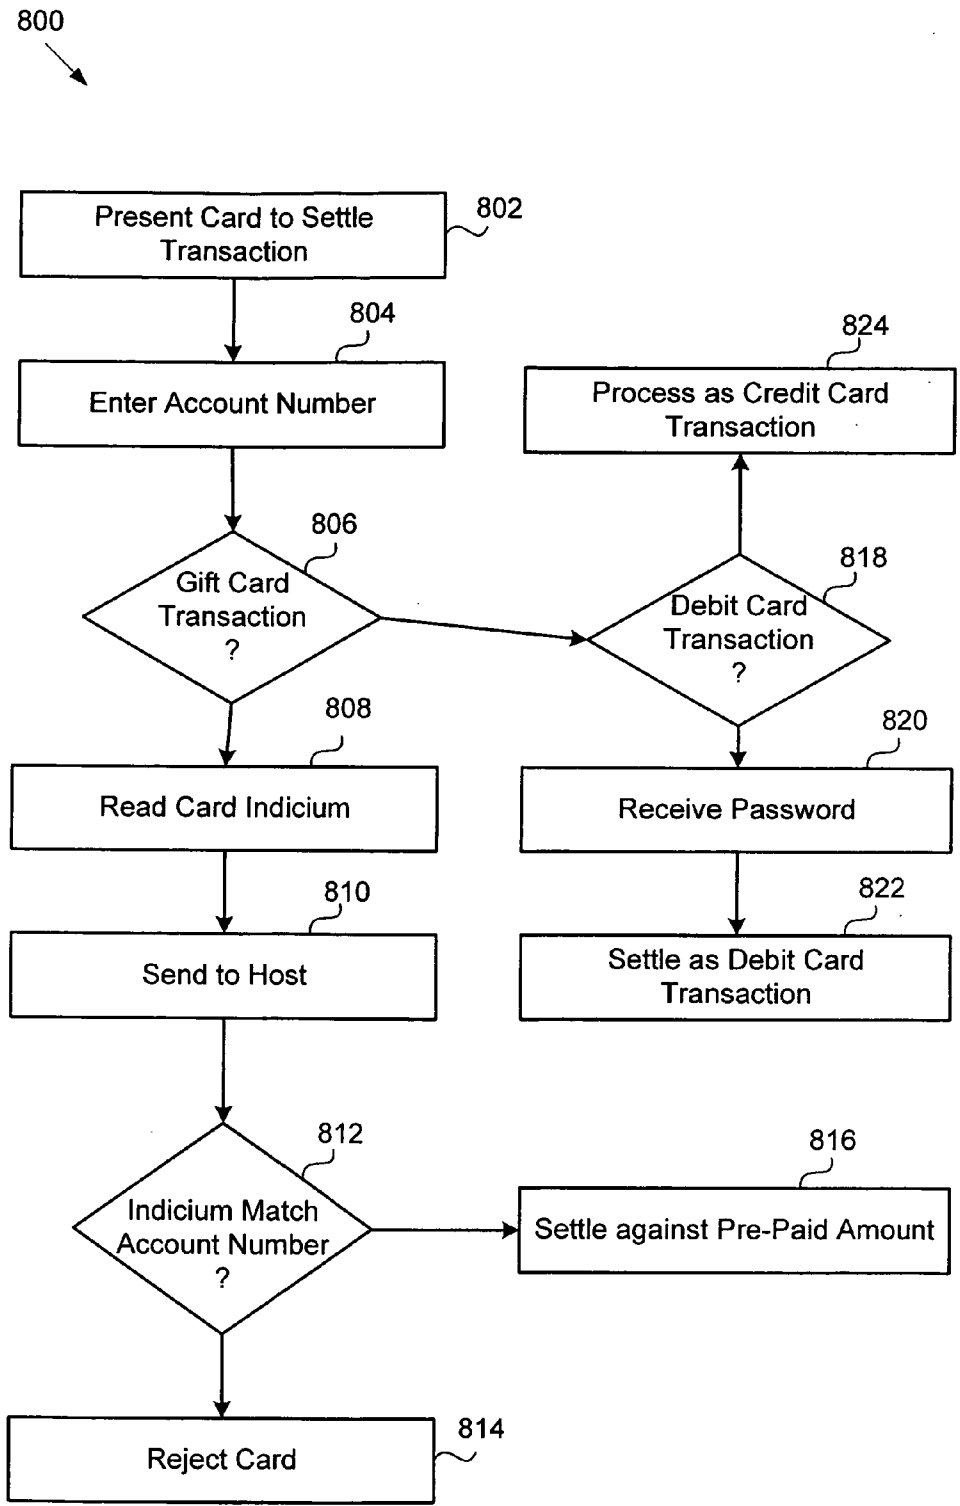 800
Present Card to Settle
Transaction
802
804
Enter Account Number
824
Process as Credit Card
Transaction
806
Gift Card
Transaction
?
818
Debit Card
Transaction
?
808
Read Card Indicium
820
Receive Password
810
Send to Host
822
Settle as Debit Card
Transaction
812
Indicium Match
Account Number
?
816
Settle against Pre-Paid Amount
814
Reject Card